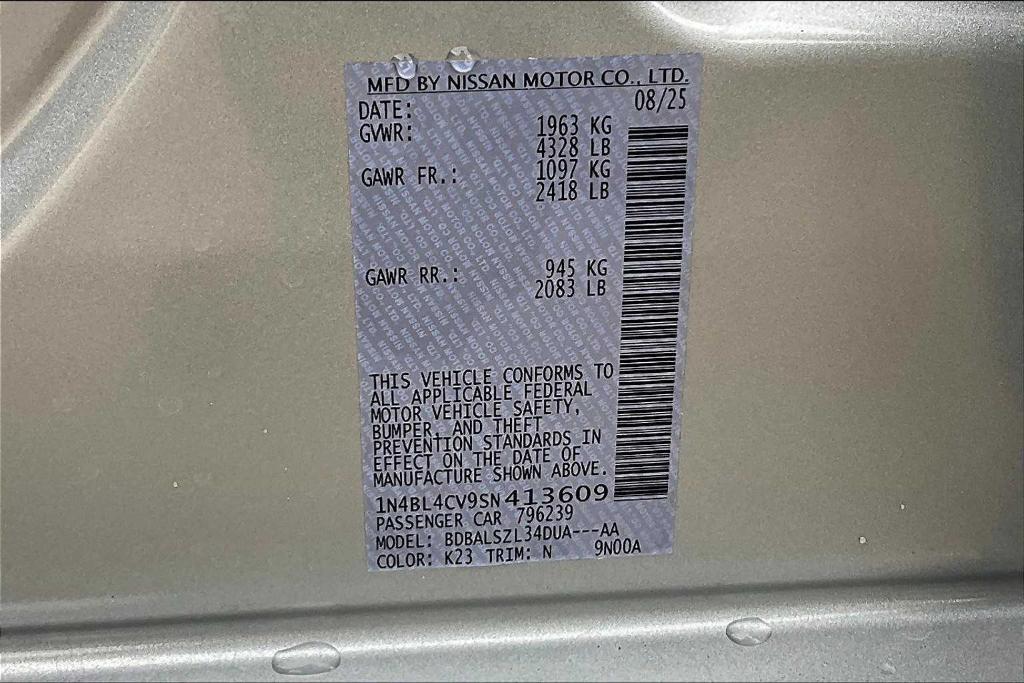 MFD BY NISSAN MOTOR CO., LTD.
DATE: 08/25
GVWR: 1963 KG
4328 LB
GAWR FR.: 1097 KG
2418 LB
GAWR RR.: 945 KG
2083 LB
THIS VEHICLE CONFORMS TO
ALL APPLICABLE FEDERAL
MOTOR VEHICLE SAFETY,
BUMPER, AND THEFT
PREVENTION STANDARDS IN
EFFECT ON THE DATE OF
MANUFACTURE SHOWN ABOVE.
1N4BL4CV9SN413609
PASSENGER CAR 796239
MODEL: BDBALSZL34DUA---AA
COLOR: K23 TRIM: N 9N00A